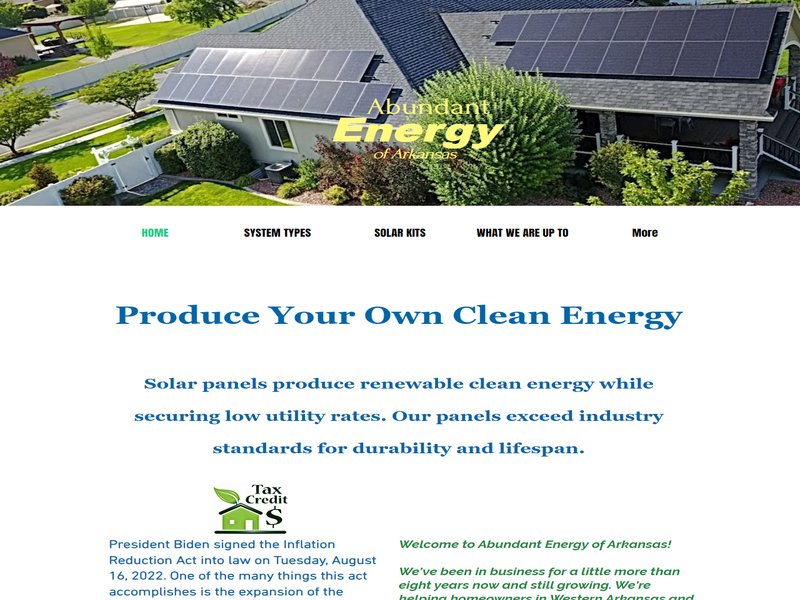 Abundant
Energy
of Arkansas
HOME SYSTEM TYPES SOLAR KITS WHAT WE ARE UP TO More
Produce Your Own Clean Energy
Solar panels produce renewable clean energy while
securing low utility rates. Our panels exceed industry
standards for durability and lifespan.
Tax
Credit
$
President Biden signed the Inflation
Reduction Act into law on Tuesday, August
16, 2022. One of the many things this act
accomplishes is the expansion of the
Welcome to Abundant Energy of Arkansas!
We've been in business for a little more than
eight years now and still growing. We're
helping homeowners in Western Arkansas and